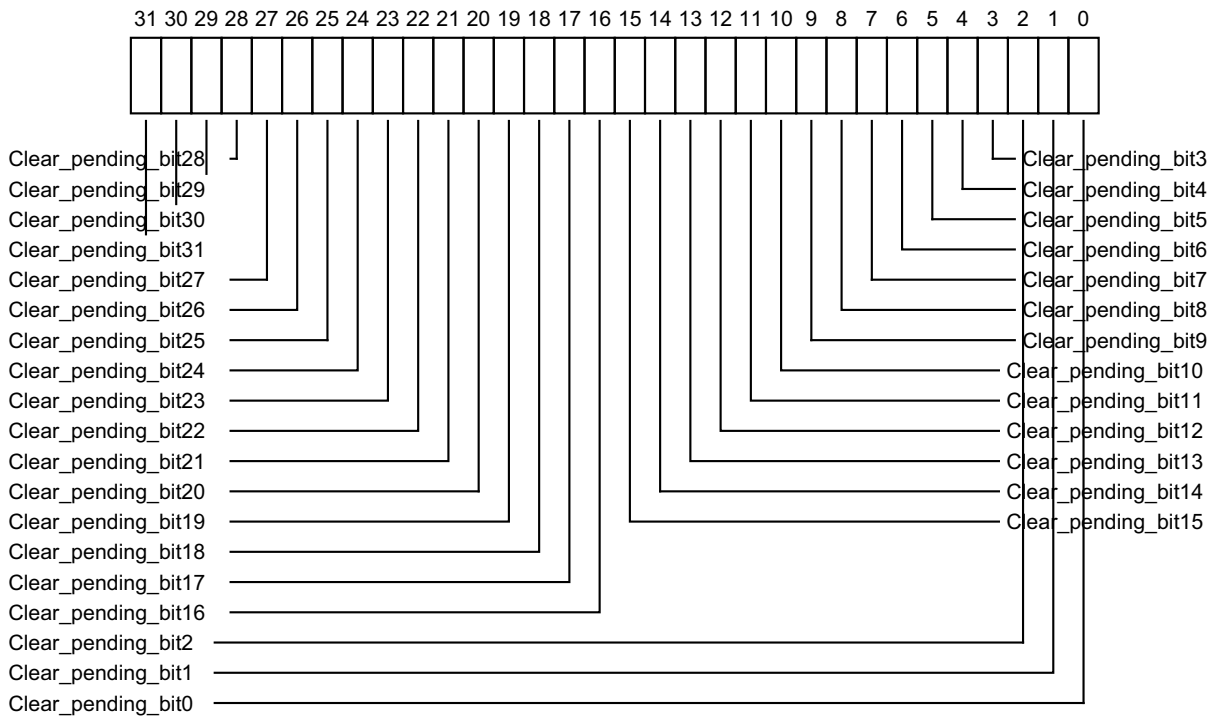 31 30 29 28 27 26 25 24 23 22 21 20 19 18 17 16 15 14 13 12 11 10 9 8 7 6 5 4 3 2 1 0
Clear_pending_bit28 Clear_pending_bit3
Clear_pending_bit29 Clear_pending_bit4
Clear_pending_bit30 Clear_pending_bit5
Clear_pending_bit31 Clear_pending_bit6
Clear_pending_bit27 Clear_pending_bit7
Clear_pending_bit26 Clear_pending_bit8
Clear_pending_bit25 Clear_pending_bit9
Clear_pending_bit24 Clear_pending_bit10
Clear_pending_bit23 Clear_pending_bit11
Clear_pending_bit22 Clear_pending_bit12
Clear_pending_bit21 Clear_pending_bit13
Clear_pending_bit20 Clear_pending_bit14
Clear_pending_bit19 Clear_pending_bit15
Clear_pending_bit18
Clear_pending_bit17
Clear_pending_bit16
Clear_pending_bit2
Clear_pending_bit1
Clear_pending_bit0